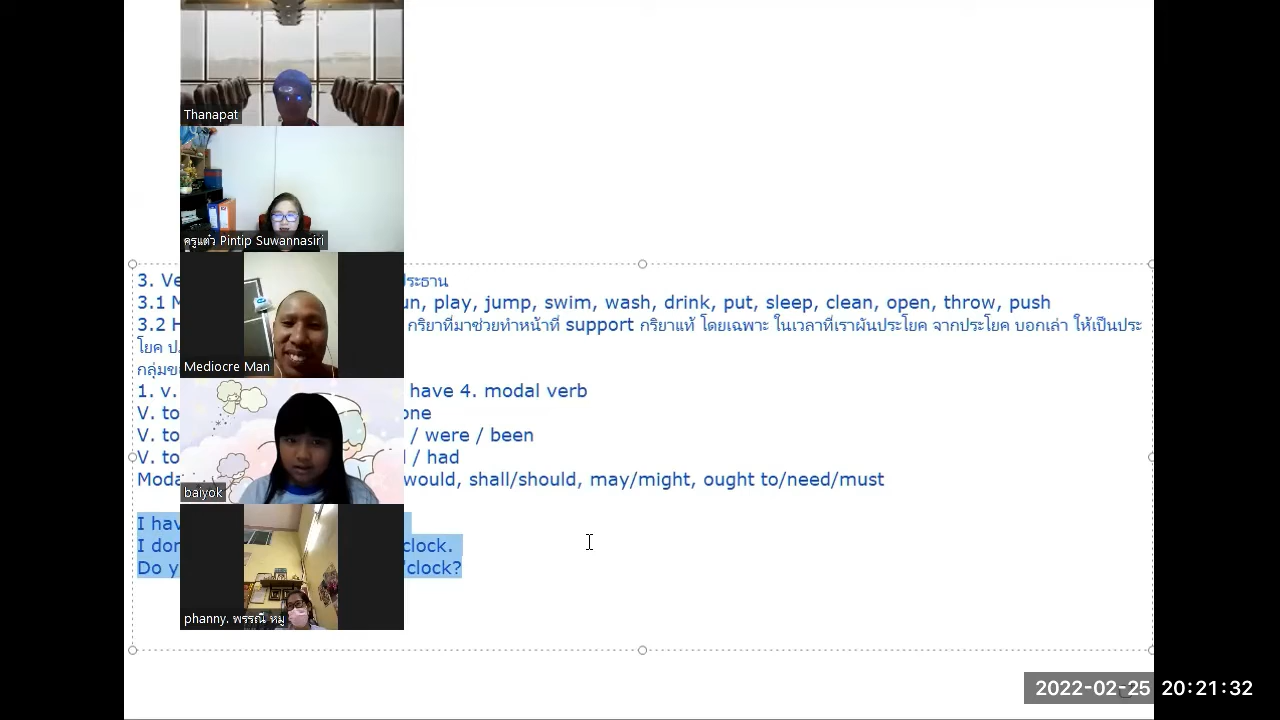 Thanapat
ครูแต๋ว Pintip Suwannasiri
3. Ve ระธาน
3.1 M un, play, jump, swim, wash, drink, put, sleep, clean, open, throw, push
3.2 H กริยาที่มาช่วยทำหน้าที่ support กริยาแท้ โดยเฉพาะ ในเวลาที่เราผันประโยค จากประโยค บอกเล่า ให้เป็นประ
โยค ป
กลุ่มข
Mediocre Man
1. v. have 4. modal verb
V. to one
V. to / were / been
V. to / had
Moda would, shall/should, may/might, ought to/need/must
baiyok
I hav
I don clock.
Do y 'clock?
phanny. พรรณี หมู
2022-02-25 20:21:32